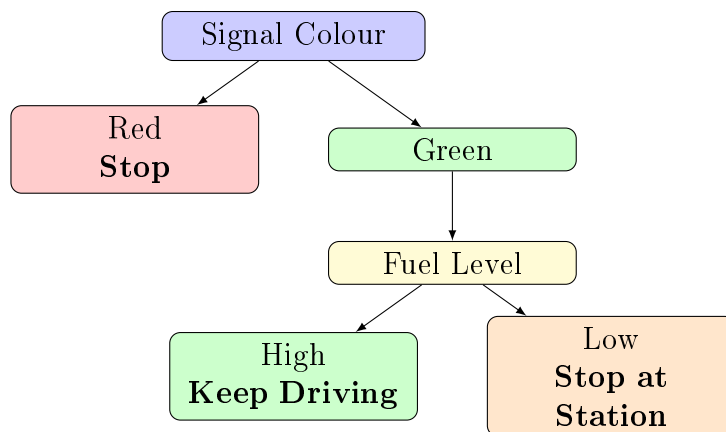 Signal Colour
Red
Stop
Green
Fuel Level
High
Keep Driving
Low
Stop at
Station